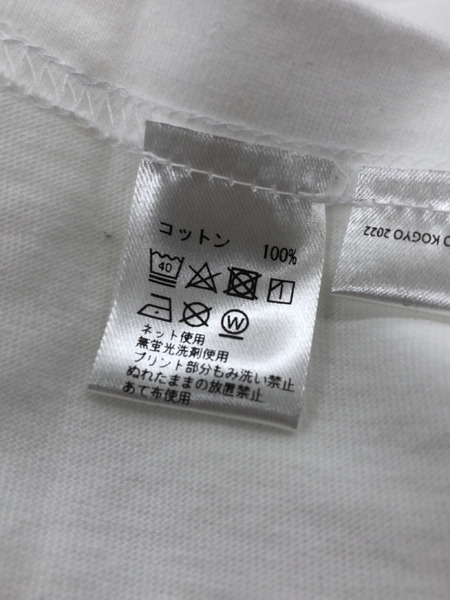 コットン 100%
40
W
ネット使用
無蛍光洗剤使用
プリント部分もみ洗い禁止
ぬれたままの放置禁止
あて布使用
KOGYO 2022